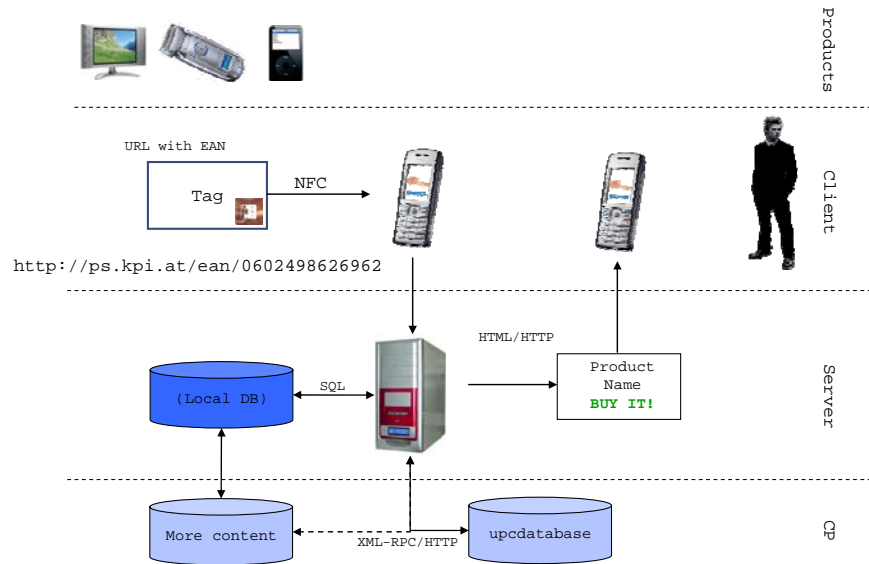 Products
URL with EAN
Tag
NFC
Client
http://ps.kpi.at/ean/0602498626962
HTML/HTTP
Product
Name
BUY IT!
(Local DB)
SQL
Server
More content
XML-RPC/HTTP
upcdatabase
CP